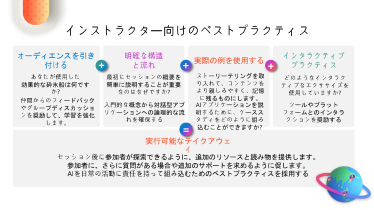 インストラクター向けのベストプラクティス
オーディエンスを引き
付ける
あなたが使用した
効果的な砕氷船は何です
か?
仲間からのフィードバック
やグループディスカッショ
ンを奨励して、学習を強化
します。
明確な構造
と流れ
最初にセッションの概要を
簡単に説明することが重要
なのはなぜですか?
入門的な概念から対話型アプ
リケーションへの論理的な流
れを確保する
実際の例を使用する
ストーリーテリングを取
り入れて、コンテンツを
より親しみやすく、記憶
に残るものにします。
AIアプリケーションを説
明するために、ケースス
タディをどのように組み
込むことができますか?
インタラクティブ
プラクティス
どのようなインタラク
ティブなエクササイズを
使用していますか?
ツールやプラット
フォームとのインタラ
クションを奨励する
実行可能なテイクアウェ
イ
セッション後に参加者が探索できるように、追加のリソースと読み物を提供します。
参加者に、さらに質問がある場合や追加のサポートを求めるように促します。
AIを日常の活動に責任を持って組み込むためのベストプラクティスを採用する